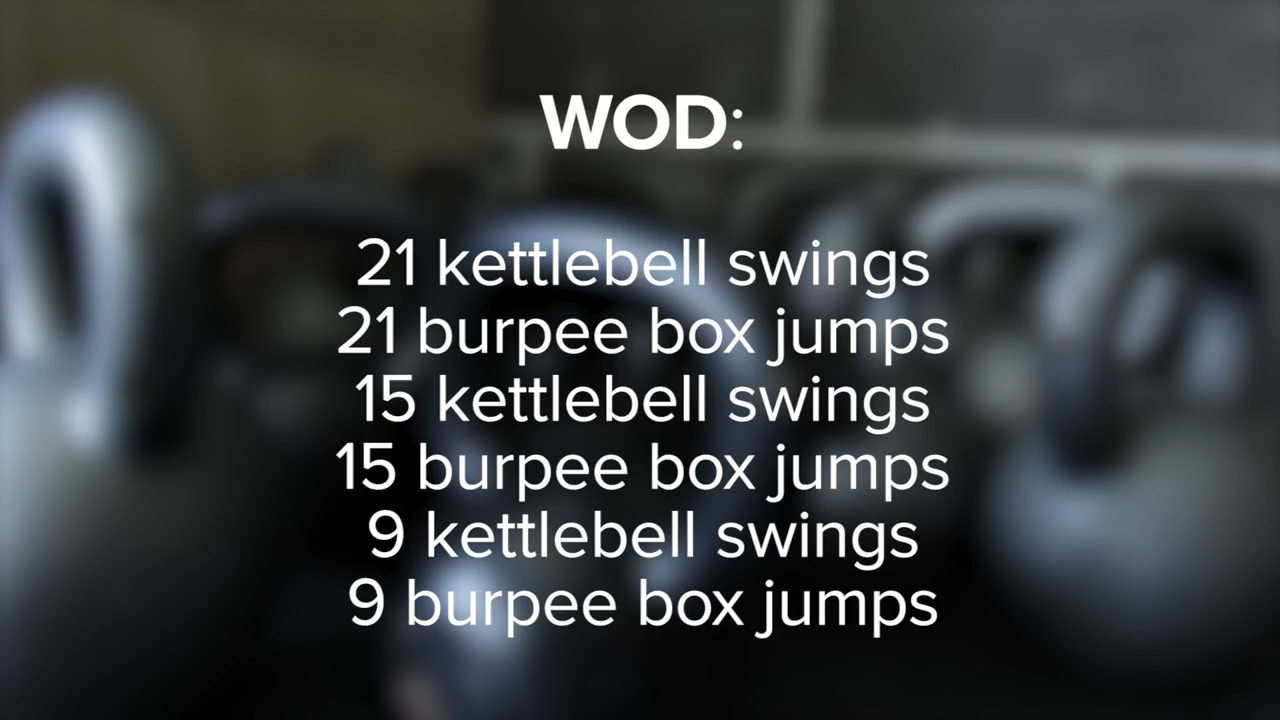 WOD:
21 kettlebell swings
21 burpee box jumps
15 kettlebell swings
15 burpee box jumps
9 kettlebell swings
9 burpee box jumps